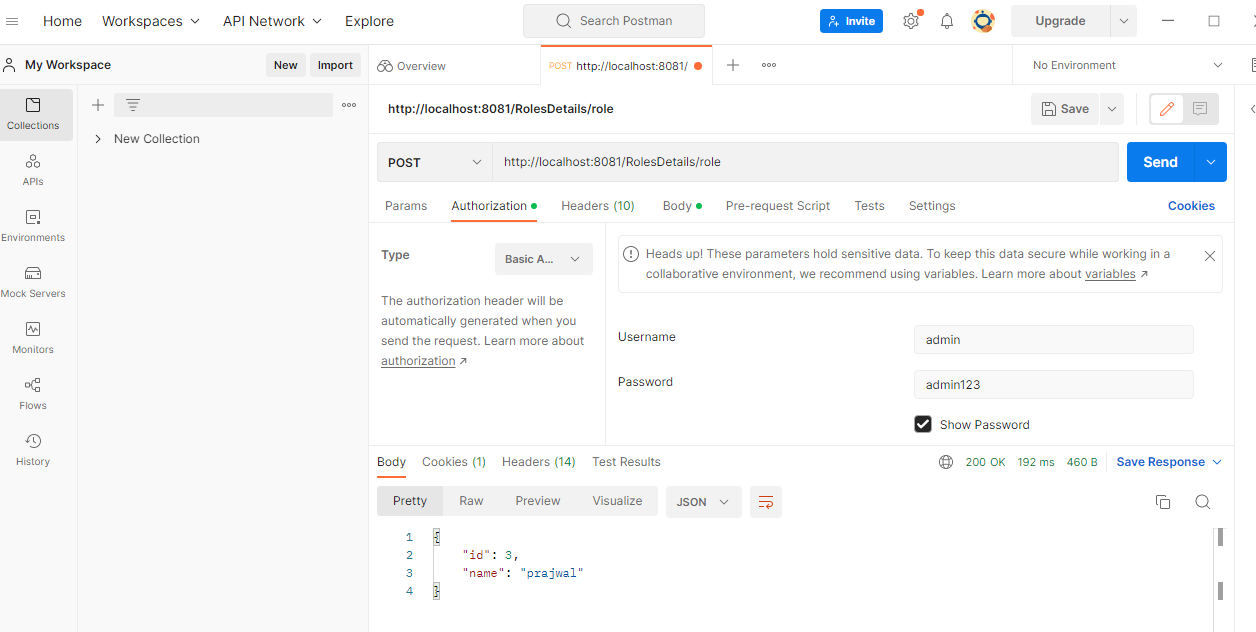 Home Workspaces API Network Explore Search Postman Invite Upgrade
My Workspace New Import Overview POST http://localhost:8081/ No Environment
Collections
New Collection
APIs
Environments
Mock Servers
Monitors
Flows
History
http://localhost:8081/RolesDetails/role Save
POST http://localhost:8081/RolesDetails/role Send
Params Authorization Headers (10) Body Pre-request Script Tests Settings Cookies
Type Basic A...
The authorization header will be
automatically generated when you
send the request. Learn more about
authorization ↗
Heads up! These parameters hold sensitive data. To keep this data secure while working in a
collaborative environment, we recommend using variables. Learn more about variables ↗
Username admin
Password admin123
Show Password
Body Cookies (1) Headers (14) Test Results 200 OK 192 ms 460 B Save Response
Pretty Raw Preview Visualize JSON
1 {
2 "id": 3,
3 "name": "prajwal"
4 }